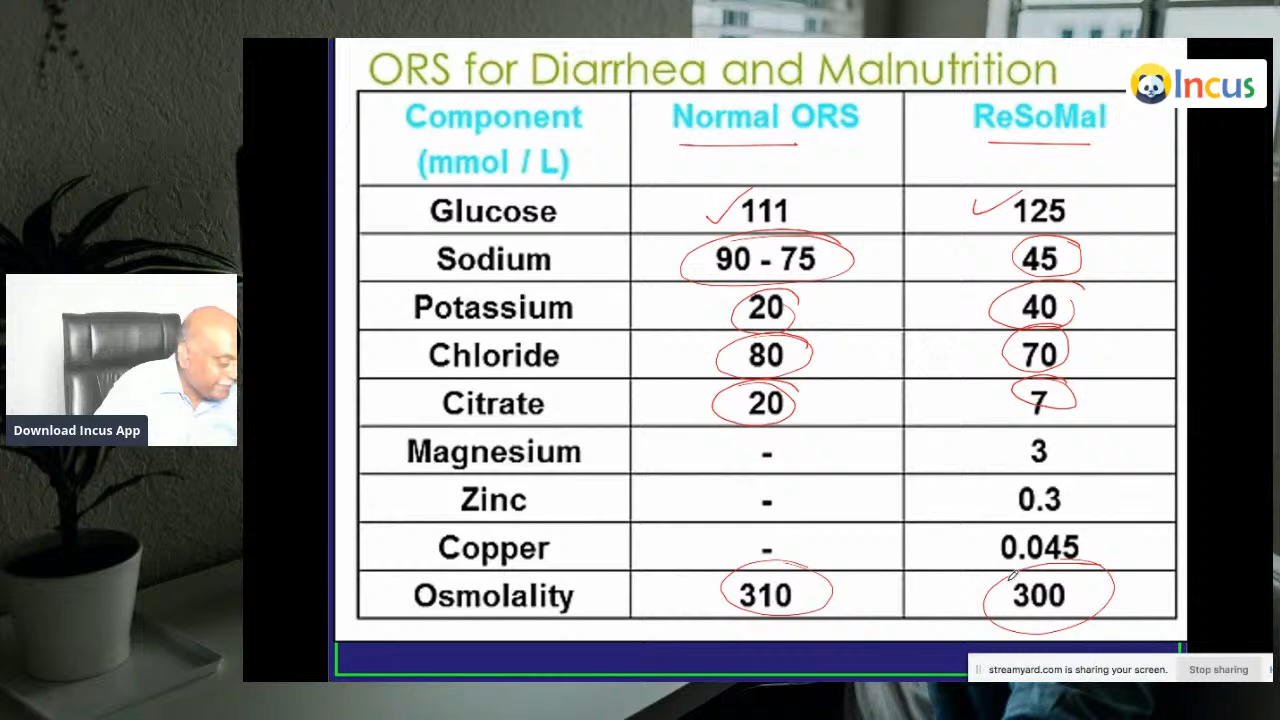 ORS for Diarrhea and Malnutrition
Incus
Component (mmol / L) Normal ORS ReSoMal
Glucose 111 125
Sodium 90 - 75 45
Potassium 20 40
Chloride 80 70
Citrate 20 7
Magnesium - 3
Zinc - 0.3
Copper - 0.045
Osmolality 310 300
Download Incus App
streamyard.com is sharing your screen. Stop sharing